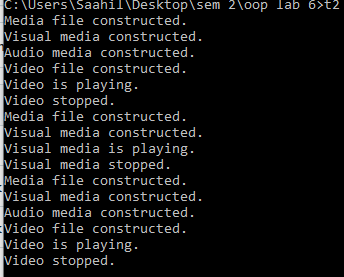 C:\Users\Saahil\Desktop\sem 2\oop lab 6>t2
Media file constructed.
Visual media constructed.
Audio media constructed.
Video file constructed.
Video is playing.
Video stopped.
Media file constructed.
Visual media constructed.
Visual media is playing.
Visual media stopped.
Media file constructed.
Visual media constructed.
Audio media constructed.
Video file constructed.
Video is playing.
Video stopped.